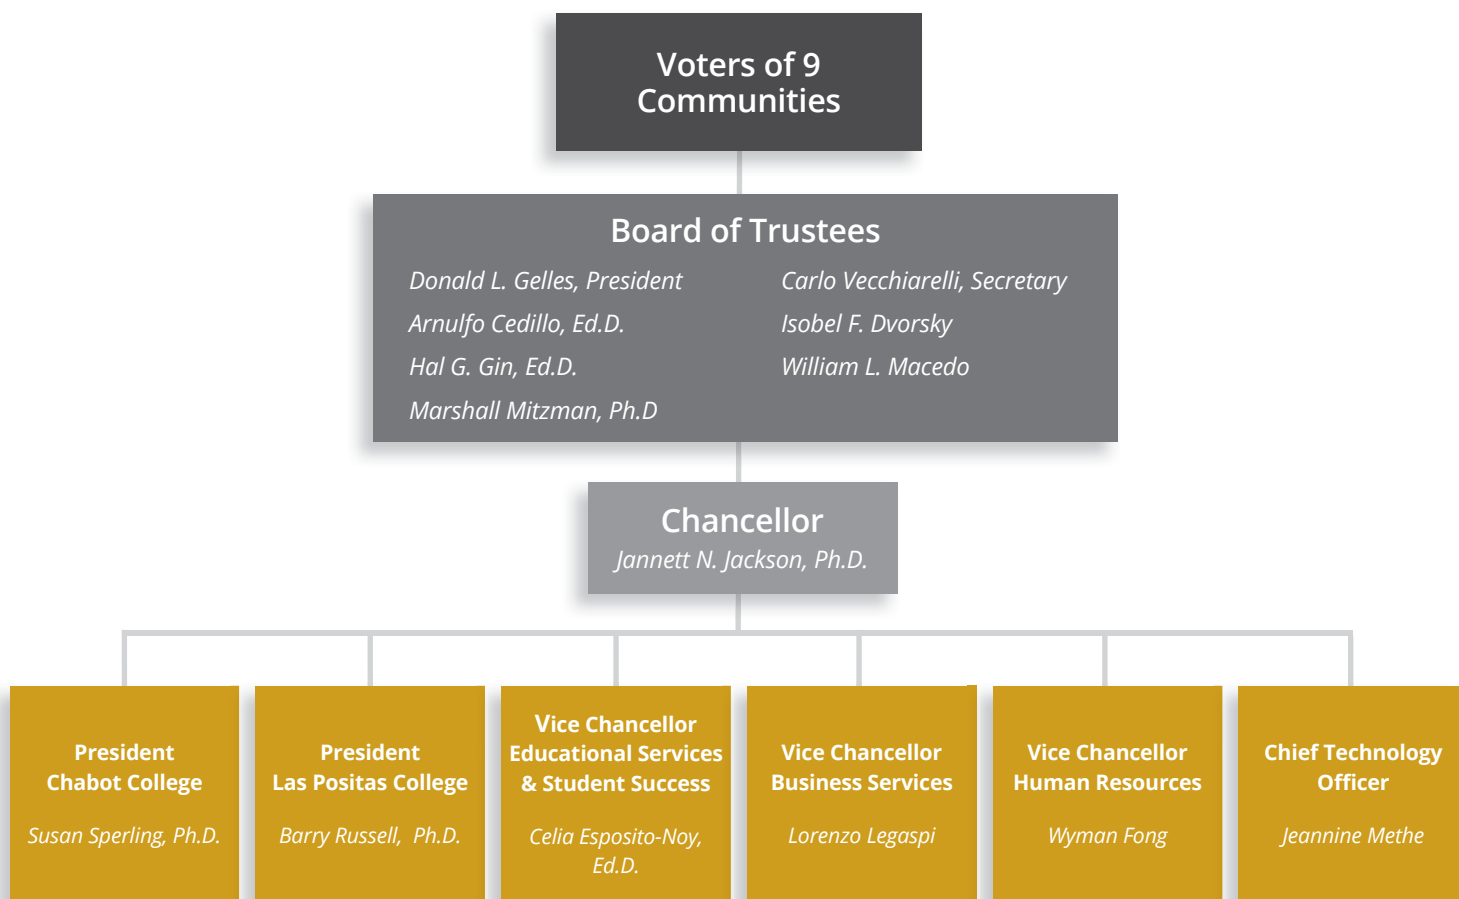 Voters of 9
Communities
Board of Trustees
Donald L. Gelles, President
Arnulfo Cedillo, Ed.D.
Hal G. Gin, Ed.D.
Marshall Mitzman, Ph.D
Carlo Vecchiarelli, Secretary
Isobel F. Dvorsky
William L. Macedo
Chancellor
Jannett N. Jackson, Ph.D.
President
Chabot College
Susan Sperling, Ph.D.
President
Las Positas College
Barry Russell, Ph.D.
Vice Chancellor
Educational Services
& Student Success
Celia Esposito-Noy,
Ed.D.
Vice Chancellor
Business Services
Lorenzo Legaspi
Vice Chancellor
Human Resources
Wyman Fong
Chief Technology
Officer
Jeannine Methe